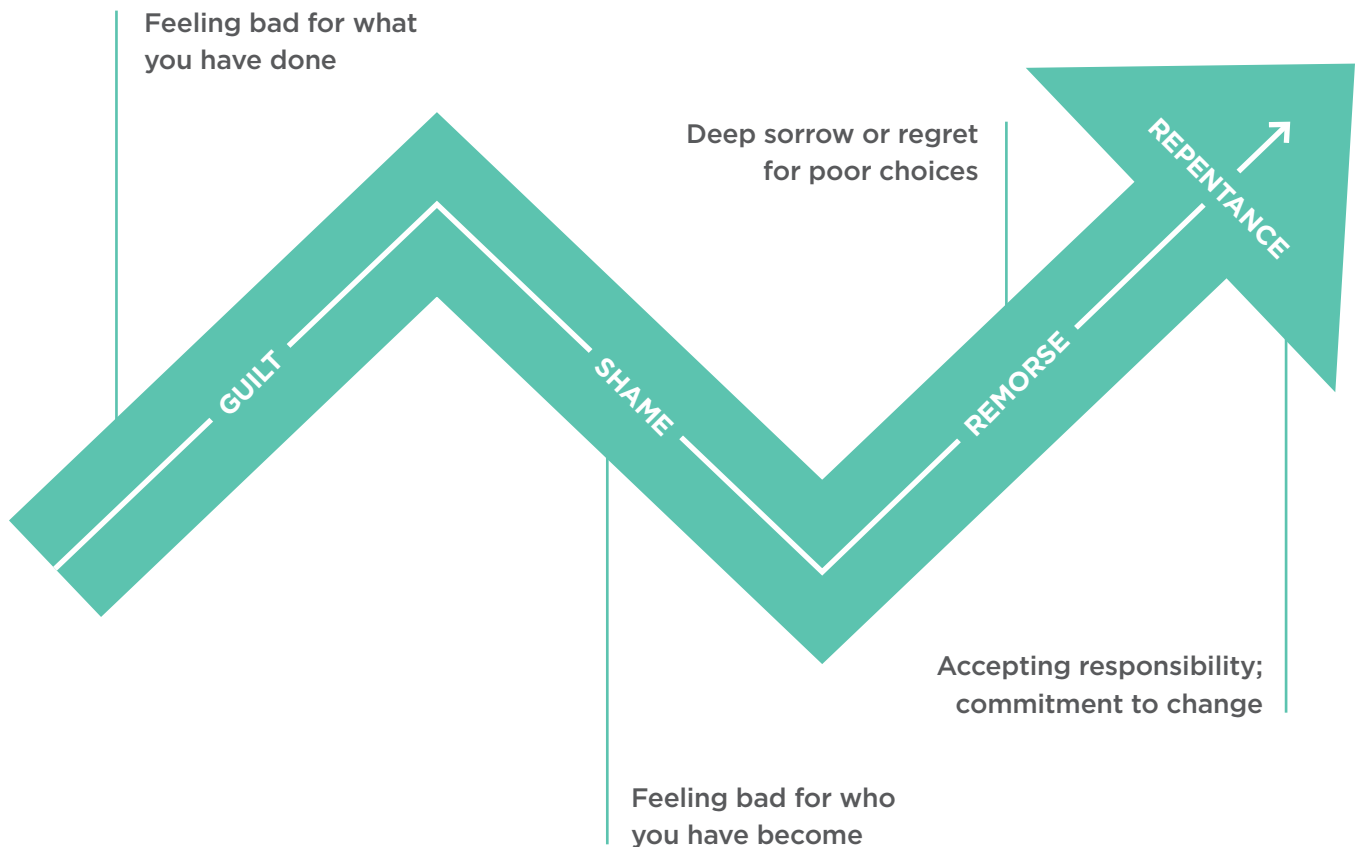 Feeling bad for what
you have done
GUILT
SHAME
Feeling bad for who
you have become
Deep sorrow or regret
for poor choices
REMORSE
REPENTANCE
Accepting responsibility;
commitment to change